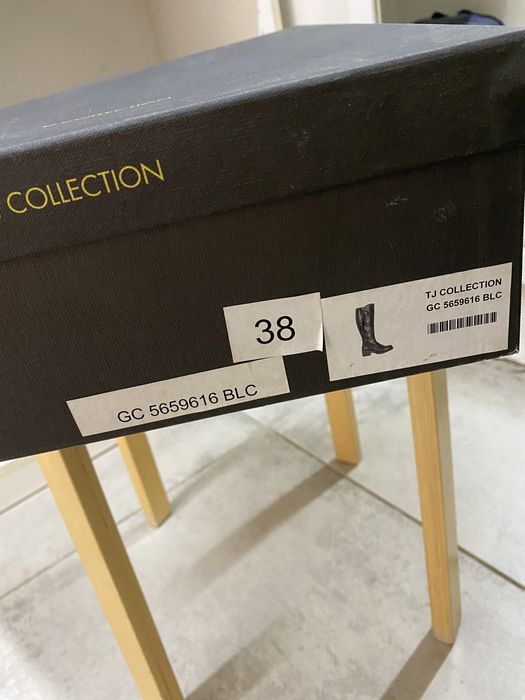 COLLECTION
38
TJ COLLECTION
GC 5659616 BLC
GC 5659616 BLC